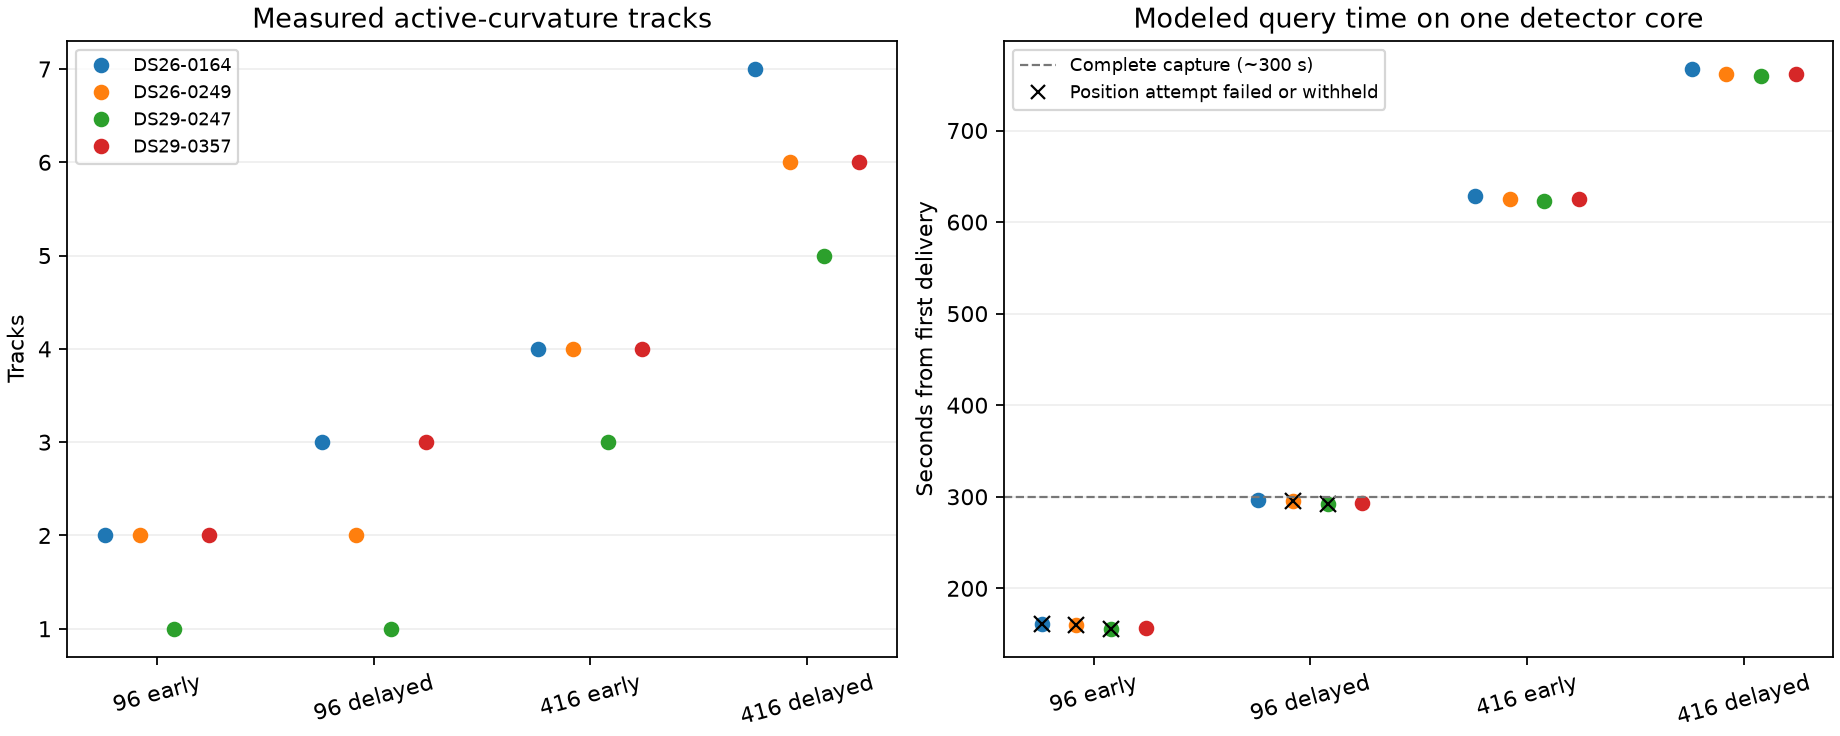 Measured active-curvature tracks
DS26-0164
DS26-0249
DS29-0247
DS29-0357
Tracks
7
6
5
4
3
2
1
96 early
96 delayed
416 early
416 delayed
Modeled query time on one detector core
Complete capture (~300 s)
Position attempt failed or withheld
Seconds from first delivery
700
600
500
400
300
200
96 early
96 delayed
416 early
416 delayed